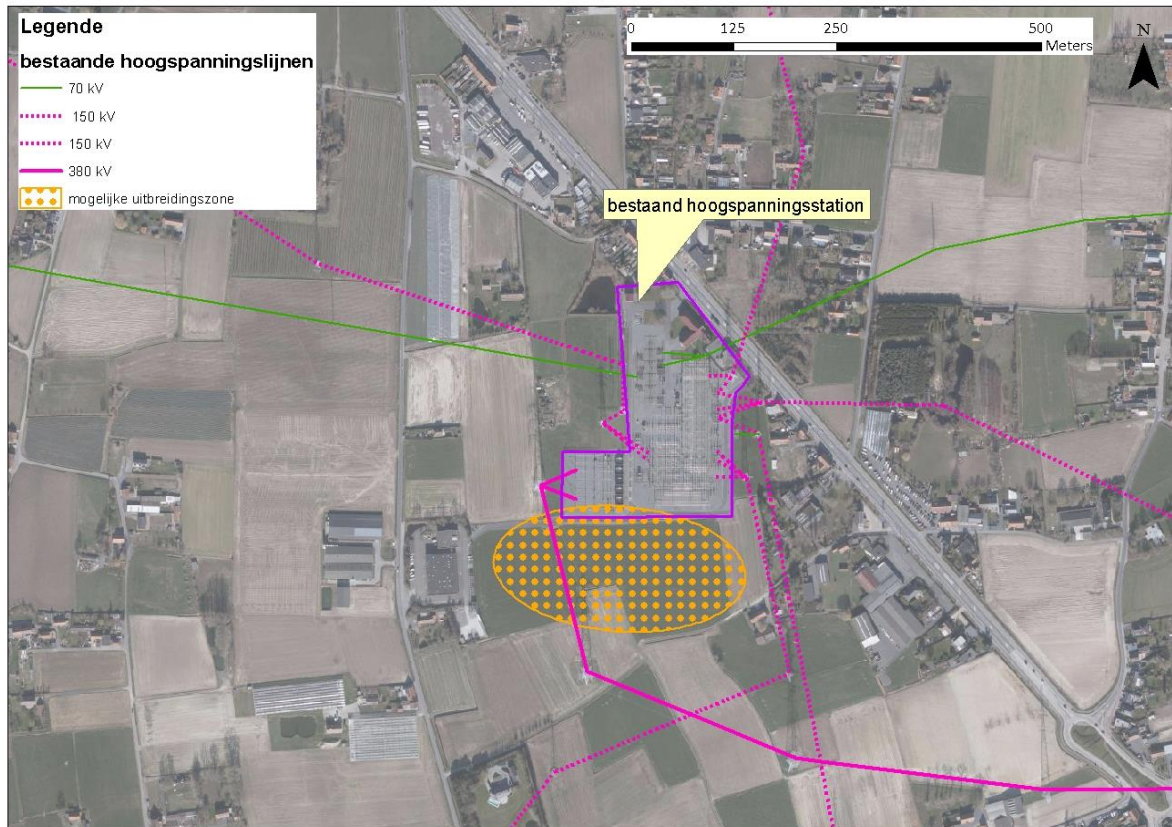 Legende
bestaande hoogspanningslijnen
70 kV
150 kV
150 kV
380 kV
mogelijke uitbreidingszone
0 125 250 500
Meters
N
bestaand hoogspanningsstation